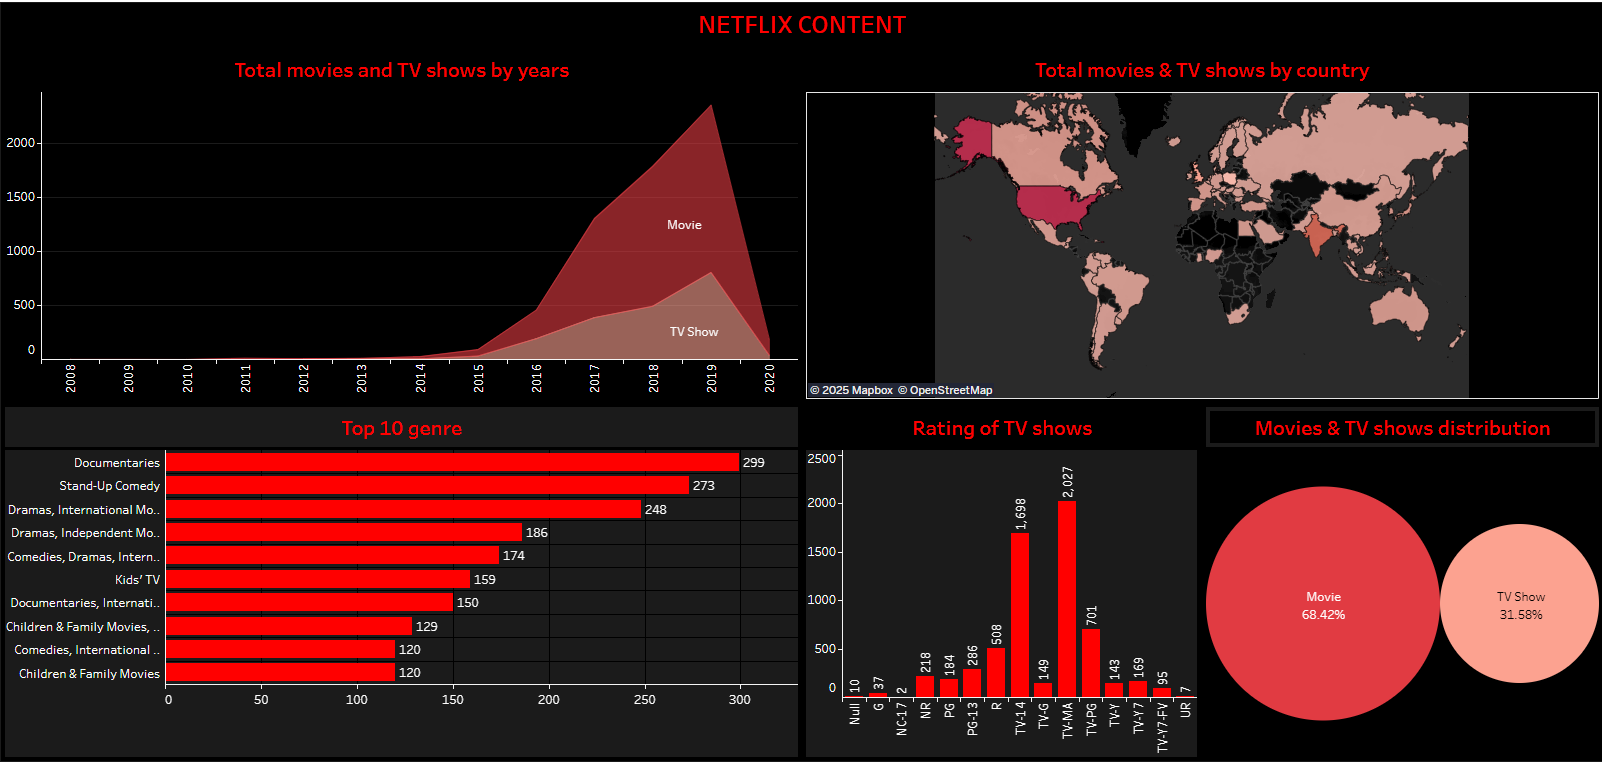 NETFLIX CONTENT
Total movies and TV shows by years
2000
1500
1000
500
0
Movie
TV Show
2008
2009
2010
2011
2012
2013
2014
2015
2016
2017
2018
2019
2020
Total movies & TV shows by country
© 2025 Mapbox © OpenStreetMap
Top 10 genre
Documentaries 299
Stand-Up Comedy 273
Dramas, International Mo.. 248
Dramas, Independent Mo.. 186
Comedies, Dramas, Intern.. 174
Kids' TV 159
Documentaries, Internati.. 150
Children & Family Movies, .. 129
Comedies, International .. 120
Children & Family Movies 120
0 50 100 150 200 250 300
Rating of TV shows
2500
2000
1500
1000
500
0
10
37
2
218
184
286
508
1,698
149
2,027
701
143
169
95
7
Null
G
NC-17
NR
PG
PG-13
R
TV-14
TV-G
TV-MA
TV-PG
TV-Y
TV-Y7
TV-Y7-FV
UR
Movies & TV shows distribution
Movie
68.42%
TV Show
31.58%